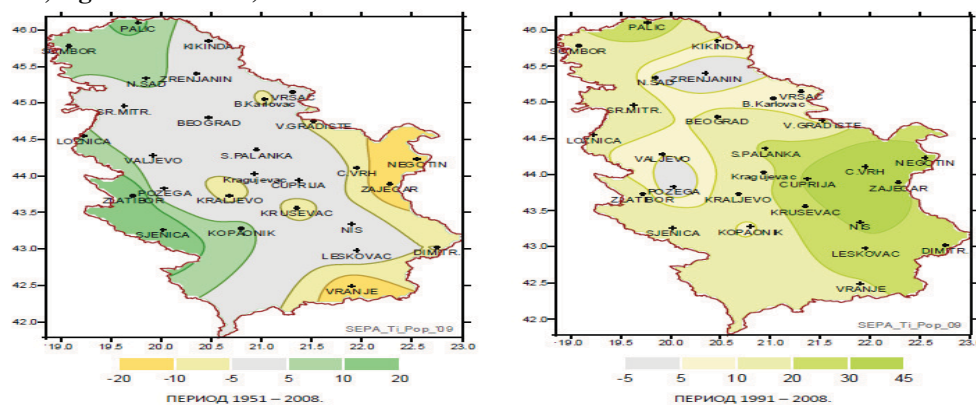 46.0
45.5
45.0
44.5
44.0
43.5
43.0
42.5
42.0
PALIC
SOMBOR
KIKINDA
N.SAD
ZRENJANIN
VRSAC
B.Karlovac
SR.MITR.
BEOGRAD
V.GRADISTE
LOZNICA
VALJEVO
S.PALANKA
NEGOTIN
Kragujevac
C.VRH
CUPRIJA
ZAJECAR
POZEGA
ZLATIBOR
KRALJEVO
KRUSEVAC
SJENICA
KOPAONIK
NIS
DIMITR.
LESKOVAC
VRANJE
SEPA_Ti_Pop_'09
19.0 19.5 20.0 20.5 21.0 21.5 22.0 22.5 23.0
-20 -10 -5 5 10 20
ПЕРИОД 1951 – 2008.
46.0
45.5
45.0
44.5
44.0
43.5
43.0
42.5
42.0
PALIC
SOMBOR
KIKINDA
N.SAD
ZRENJANIN
VRSAC
B.Karlovac
SR.MITR.
BEOGRAD
V.GRADISTE
LOZNICA
VALJEVO
S.PALANKA
NEGOTIN
Kragujevac
C.VRH
CUPRIJA
ZAJECAR
POZEGA
ZLATIBOR
KRALJEVO
KRUSEVAC
NIS
SJENICA
KOPAONIK
DIMITR.
LESKOVAC
VRANJE
SEPA_Ti_Pop_09
19.0 19.5 20.0 20.5 21.0 21.5 22.0 22.5 23.0
-5 5 10 20 30 45
ПЕРИОД 1991 – 2008.